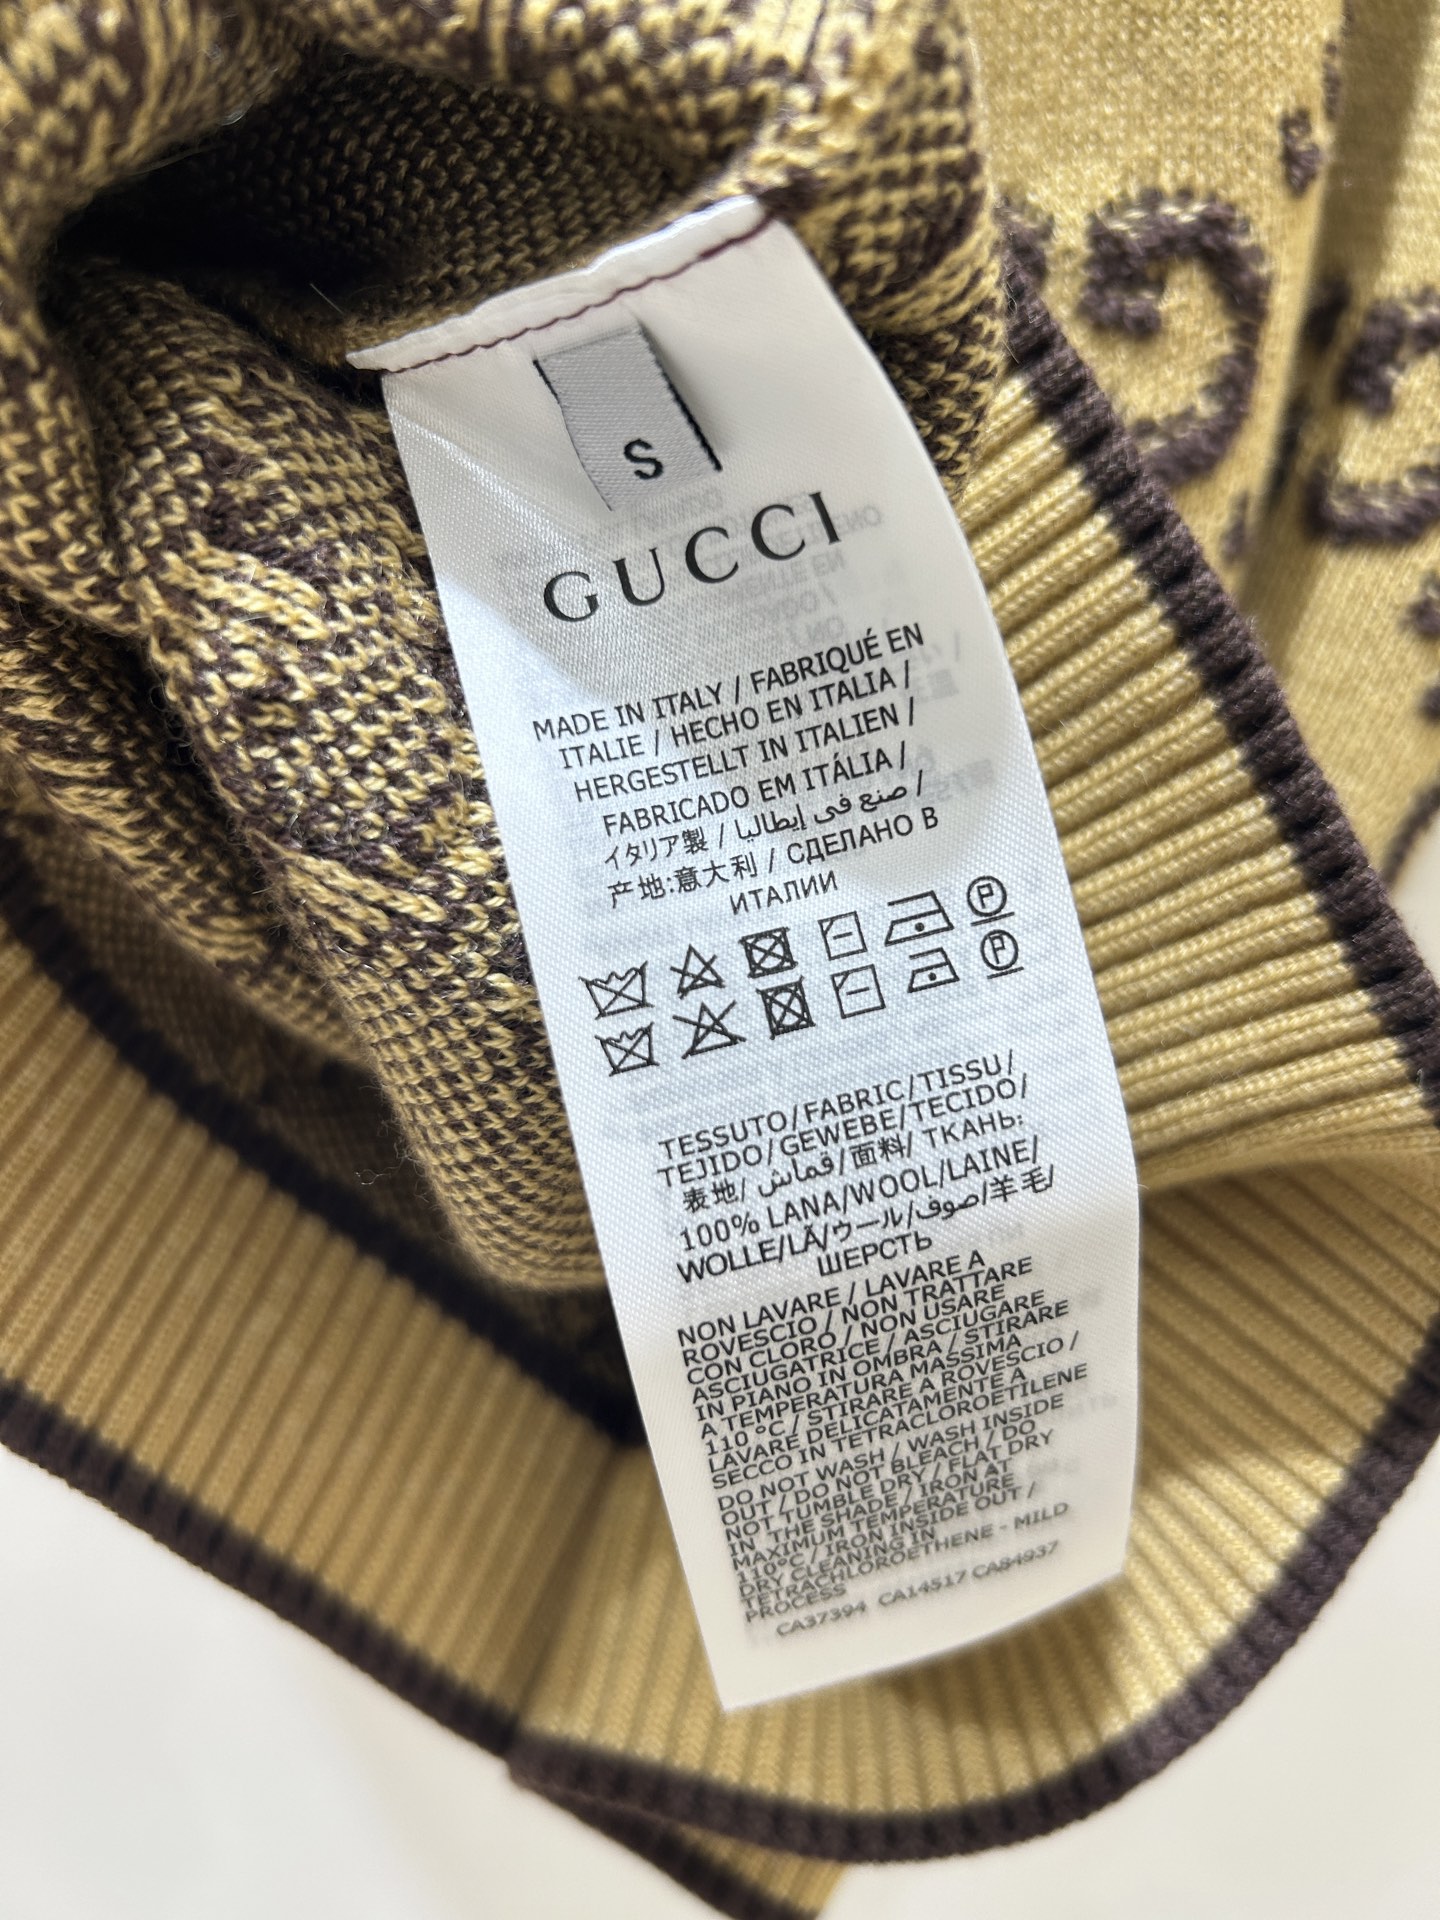 S
GUCCI
MADE IN ITALY / FABRIQUÉ EN
ITALIE / HECHO EN ITALIA /
HERGESTELLT IN ITALIEN /
FABRICADO EM ITÁLIA /
イタリア製 / صنع في إيطاليا /
产地:意大利 / СДЕЛАНО В
ИТАЛИИ
P
P
TESSUTO/FABRIC/TISSU/
TEJIDO/GEWEBE/TECIDO/
表地/ قماش/面料/ ТКАНЬ:
100% LANA/WOOL/LAINE/
WOLLE/LÃ/ウール/صوف/羊毛/
ШЕРСТЬ
NON LAVARE / LAVARE A
ROVESCIO / NON TRATTARE
CON CLORO / NON USARE
ASCIUGATRICE / ASCIUGARE
IN PIANO IN OMBRA / STIRARE
A TEMPERATURA MASSIMA
110 °C / STIRARE A ROVESCIO /
LAVARE DELICATAMENTE A
SECCO IN TETRACLOROETILENE
DO NOT WASH / WASH INSIDE
OUT / DO NOT BLEACH / DO
NOT TUMBLE DRY / FLAT DRY
IN THE SHADE / IRON AT
MAXIMUM TEMPERATURE
110°C / IRON INSIDE OUT /
DRY CLEANING IN
TETRACHLOROETHENE - MILD
PROCESS
CA37394 CA14517 CA84937